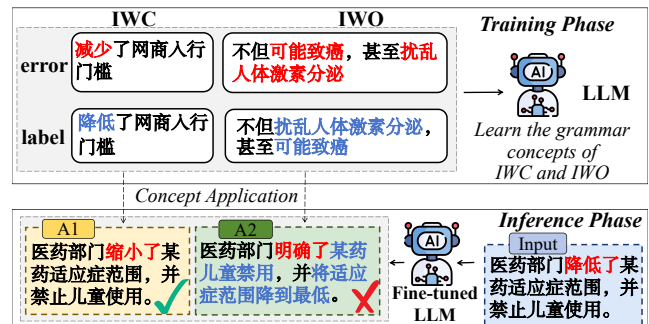 IWC
IWO
Training Phase
error
减少了网商人行
门槛
不但可能致癌，甚至扰乱
人体激素分泌
AI
LLM
label
降低了网商人行
门槛
不但扰乱人体激素分泌，
甚至可能致癌
Learn the grammar
concepts of
IWC and IWO
Concept Application
Inference Phase
A1
医药部门缩小了某
药适应症范围，并
禁止儿童使用。
A2
医药部门明确了某药
儿童禁用，并将适应
症范围降到最低。
AI
Fine-tuned
LLM
Input
医药部门降低了某
药适应症范围，并
禁止儿童使用。